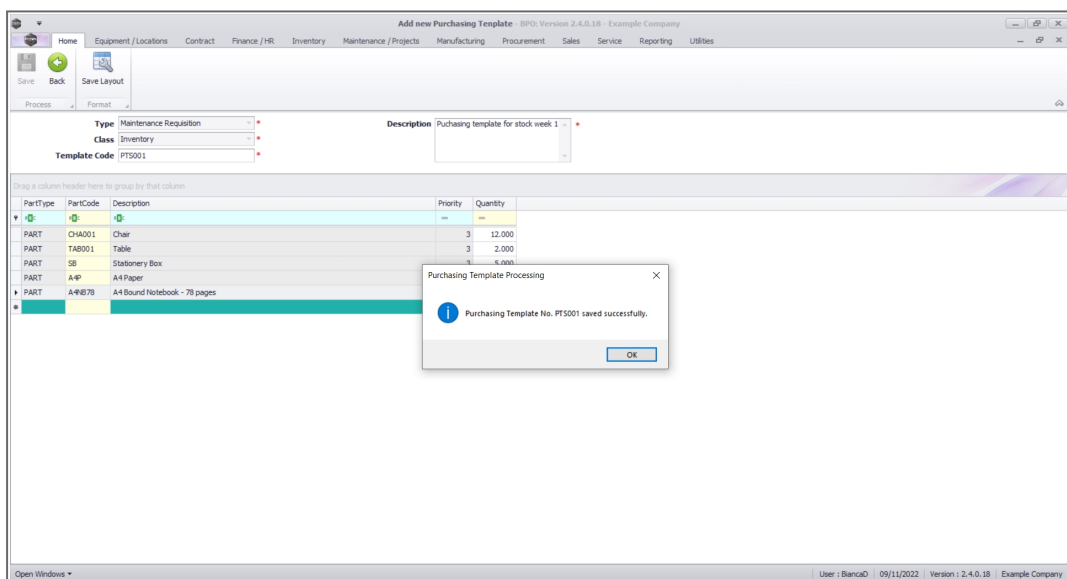 Add new Purchasing Template - BPO: Version 2.4.0.18 - Example Company
Home Equipment / Locations Contract Finance / HR Inventory Maintenance / Projects Manufacturing Procurement Sales Service Reporting Utilities
Save Back Save Layout
Process Format
Type Maintenance Requisition * Description Puchasing template for stock week 1 *
Class Inventory *
Template Code PTS001 *
Drag a column header here to group by that column
PartType PartCode Description Priority Quantity
PART CHA001 Chair 3 12.000
PART TAB001 Table 3 2.000
PART SB Stationery Box 3 5.000
PART A4P A4 Paper
PART A4NB78 A4 Bound Notebook - 78 pages
Purchasing Template Processing
Purchasing Template No. PTS001 saved successfully.
OK
Open Windows User : BiancaD 09/11/2022 Version : 2.4.0.18 Example Company